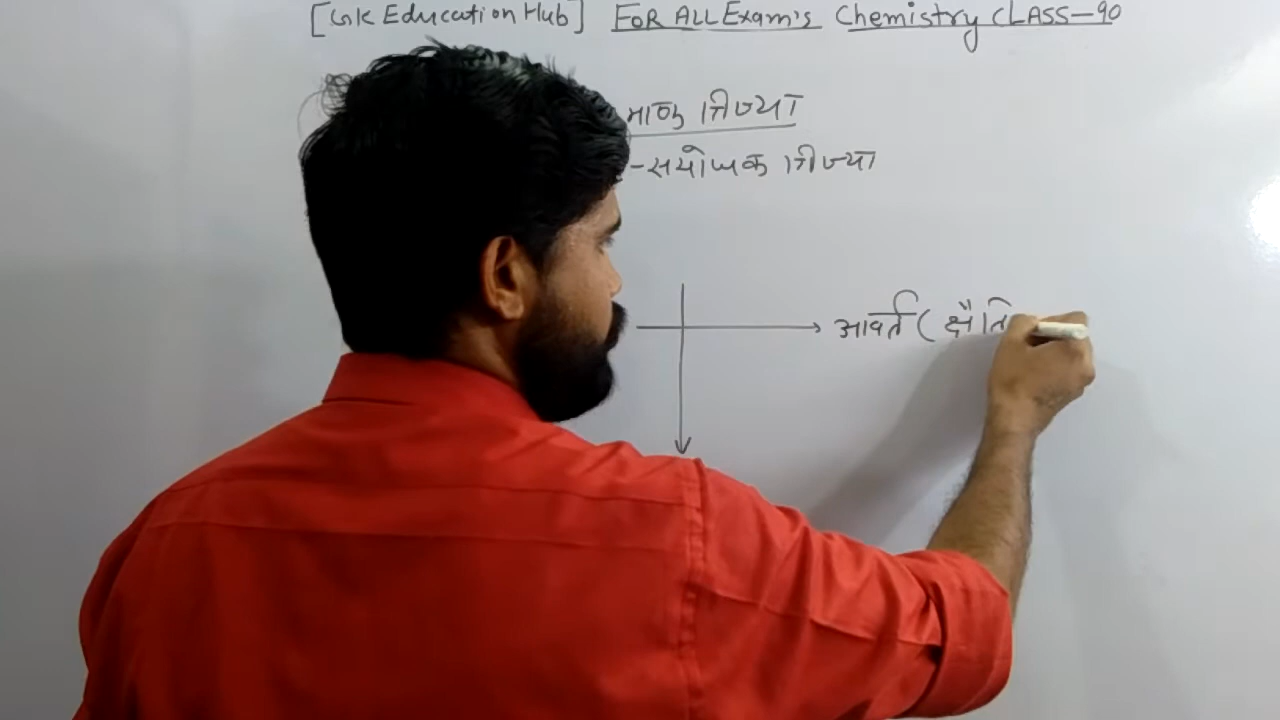 [Gk Education Hub] FOR ALL Exam's Chemistry CLASS-90
त्रिज्या
-संयोजक त्रिज्या
आवर्त ( क्षैति